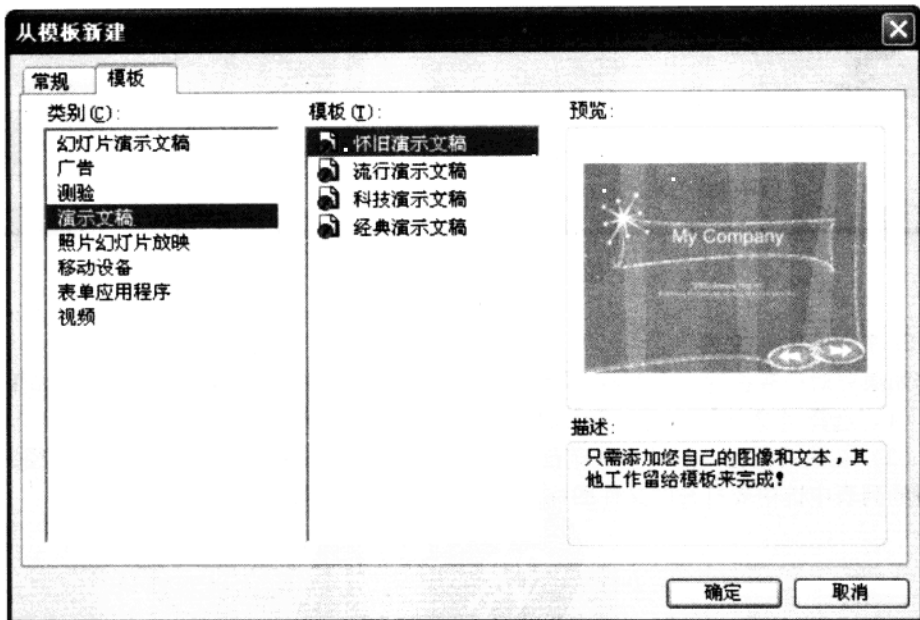 从模板新建
常规
模板
类别(C):
幻灯片演示文稿
广告
测验
演示文稿
照片幻灯片放映
移动设备
表单应用程序
视频
模板(T):
怀旧演示文稿
流行演示文稿
科技演示文稿
经典演示文稿
预览:
My Company
描述:
只需添加您自己的图像和文本，其
他工作留给模板来完成！
确定
取消